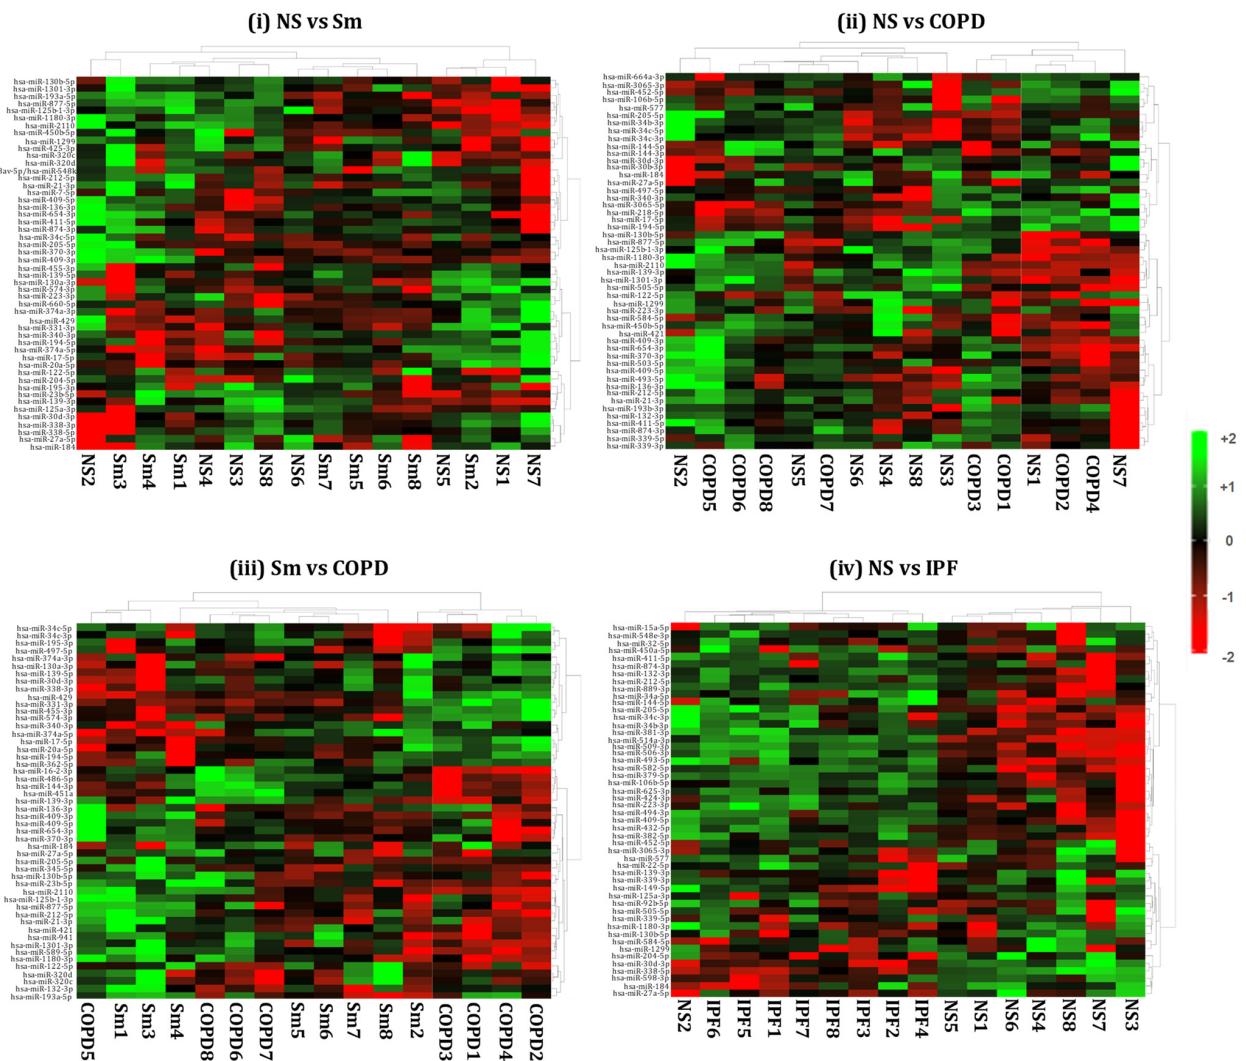 (i) NS vs Sm
hsa-miR-130b-5p
hsa-miR-1301-3p
hsa-miR-193a-5p
hsa-miR-877-5p
hsa-miR-125b-1-3p
hsa-miR-1180-3p
hsa-miR-2110
hsa-miR-450b-5p
hsa-miR-1299
hsa-miR-425-3p
hsa-miR-320c
hsa-miR-320d
8av-5p/hsa-miR-548k
hsa-miR-212-5p
hsa-miR-21-3p
hsa-miR-7-5p
hsa-miR-409-5p
hsa-miR-136-3p
hsa-miR-654-3p
hsa-miR-411-5p
hsa-miR-874-3p
hsa-miR-34c-5p
hsa-miR-205-5p
hsa-miR-370-3p
hsa-miR-409-3p
hsa-miR-455-3p
hsa-miR-139-5p
hsa-miR-130a-3p
hsa-miR-574-3p
hsa-miR-223-3p
hsa-miR-660-5p
hsa-miR-374a-3p
hsa-miR-429
hsa-miR-331-3p
hsa-miR-340-3p
hsa-miR-194-5p
hsa-miR-374a-5p
hsa-miR-17-5p
hsa-miR-20a-5p
hsa-miR-122-5p
hsa-miR-204-5p
hsa-miR-195-3p
hsa-miR-23b-5p
hsa-miR-139-3p
hsa-miR-125a-3p
hsa-miR-30d-3p
hsa-miR-338-3p
hsa-miR-338-5p
hsa-miR-27a-5p
hsa-miR-184
NS2 Sm3 Sm4 Sm1 NS4 NS3 NS8 NS6 Sm7 Sm5 Sm6 Sm8 NS5 Sm2 NS1 NS7
(ii) NS vs COPD
hsa-miR-664a-3p
hsa-miR-3065-3p
hsa-miR-452-5p
hsa-miR-106b-5p
hsa-miR-577
hsa-miR-205-5p
hsa-miR-34b-3p
hsa-miR-34c-5p
hsa-miR-34c-3p
hsa-miR-144-5p
hsa-miR-144-3p
hsa-miR-30d-3p
hsa-miR-30b-3p
hsa-miR-184
hsa-miR-27a-5p
hsa-miR-497-5p
hsa-miR-340-3p
hsa-miR-3065-5p
hsa-miR-218-5p
hsa-miR-17-5p
hsa-miR-194-5p
hsa-miR-130b-5p
hsa-miR-877-5p
hsa-miR-125b-1-3p
hsa-miR-1180-3p
hsa-miR-2110
hsa-miR-139-3p
hsa-miR-1301-3p
hsa-miR-505-5p
hsa-miR-122-5p
hsa-miR-1299
hsa-miR-223-3p
hsa-miR-584-5p
hsa-miR-450b-5p
hsa-miR-421
hsa-miR-409-3p
hsa-miR-654-3p
hsa-miR-370-3p
hsa-miR-503-5p
hsa-miR-409-5p
hsa-miR-493-5p
hsa-miR-136-3p
hsa-miR-212-5p
hsa-miR-21-3p
hsa-miR-193b-3p
hsa-miR-132-3p
hsa-miR-411-5p
hsa-miR-874-3p
hsa-miR-339-5p
hsa-miR-339-3p
NS2 COPD5 COPD6 COPD8 NS5 COPD7 NS6 NS4 NS8 NS3 COPD3 COPD1 NS1 COPD2 COPD4 NS7
+2
+1
0
-1
-2
(iii) Sm vs COPD
hsa-miR-34c-5p
hsa-miR-34c-3p
hsa-miR-195-3p
hsa-miR-497-5p
hsa-miR-374a-3p
hsa-miR-130a-3p
hsa-miR-139-5p
hsa-miR-30d-3p
hsa-miR-338-3p
hsa-miR-429
hsa-miR-331-3p
hsa-miR-455-3p
hsa-miR-574-3p
hsa-miR-340-3p
hsa-miR-374a-5p
hsa-miR-17-5p
hsa-miR-20a-5p
hsa-miR-194-5p
hsa-miR-362-5p
hsa-miR-16-2-3p
hsa-miR-486-5p
hsa-miR-144-3p
hsa-miR-451a
hsa-miR-139-3p
hsa-miR-136-3p
hsa-miR-409-3p
hsa-miR-409-5p
hsa-miR-654-3p
hsa-miR-370-3p
hsa-miR-184
hsa-miR-27a-5p
hsa-miR-205-5p
hsa-miR-345-5p
hsa-miR-130b-5p
hsa-miR-23b-5p
hsa-miR-2110
hsa-miR-125b-1-3p
hsa-miR-877-5p
hsa-miR-212-5p
hsa-miR-21-3p
hsa-miR-421
hsa-miR-941
hsa-miR-1301-3p
hsa-miR-589-5p
hsa-miR-1180-3p
hsa-miR-122-5p
hsa-miR-320d
hsa-miR-320c
hsa-miR-132-3p
hsa-miR-193a-5p
COPD5 Sm1 Sm3 Sm4 COPD8 COPD6 COPD7 Sm5 Sm6 Sm7 Sm8 Sm2 COPD3 COPD1 COPD4 COPD2
(iv) NS vs IPF
hsa-miR-15a-5p
hsa-miR-548e-3p
hsa-miR-32-5p
hsa-miR-450a-5p
hsa-miR-411-5p
hsa-miR-874-3p
hsa-miR-132-3p
hsa-miR-212-5p
hsa-miR-889-3p
hsa-miR-34a-5p
hsa-miR-144-5p
hsa-miR-205-5p
hsa-miR-34c-3p
hsa-miR-34b-3p
hsa-miR-381-3p
hsa-miR-514a-3p
hsa-miR-509-3p
hsa-miR-506-3p
hsa-miR-493-5p
hsa-miR-582-5p
hsa-miR-379-5p
hsa-miR-106b-5p
hsa-miR-625-3p
hsa-miR-424-3p
hsa-miR-223-3p
hsa-miR-494-3p
hsa-miR-409-5p
hsa-miR-432-5p
hsa-miR-382-5p
hsa-miR-452-5p
hsa-miR-3065-3p
hsa-miR-577
hsa-miR-22-5p
hsa-miR-139-3p
hsa-miR-339-3p
hsa-miR-149-5p
hsa-miR-125a-3p
hsa-miR-92b-5p
hsa-miR-505-5p
hsa-miR-339-5p
hsa-miR-1180-3p
hsa-miR-130b-5p
hsa-miR-584-5p
hsa-miR-1299
hsa-miR-204-5p
hsa-miR-30d-3p
hsa-miR-338-5p
hsa-miR-598-3p
hsa-miR-184
hsa-miR-27a-5p
NS2 IPF6 IPF5 IPF1 IPF7 IPF8 IPF3 IPF2 IPF4 NS5 NS1 NS6 NS4 NS8 NS7 NS3